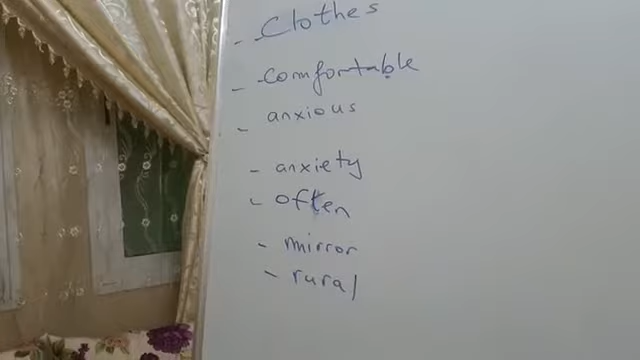 - Clothes
- comfortable
- anxious
- anxiety
- often
- mirror
- rural